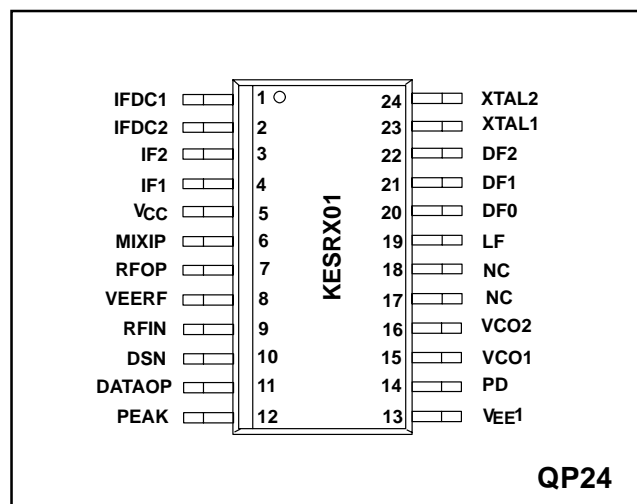 IFDC1 1 24 XTAL2
IFDC2 2 23 XTAL1
IF2 3 22 DF2
IF1 4 21 DF1
VCC 5 20 DF0
MIXIP 6 19 LF
RFOP 7 18 NC
VEERF 8 17 NC
RFIN 9 16 VCO2
DSN 10 15 VCO1
DATAOP 11 14 PD
PEAK 12 13 VEE1
KESRX01
QP24